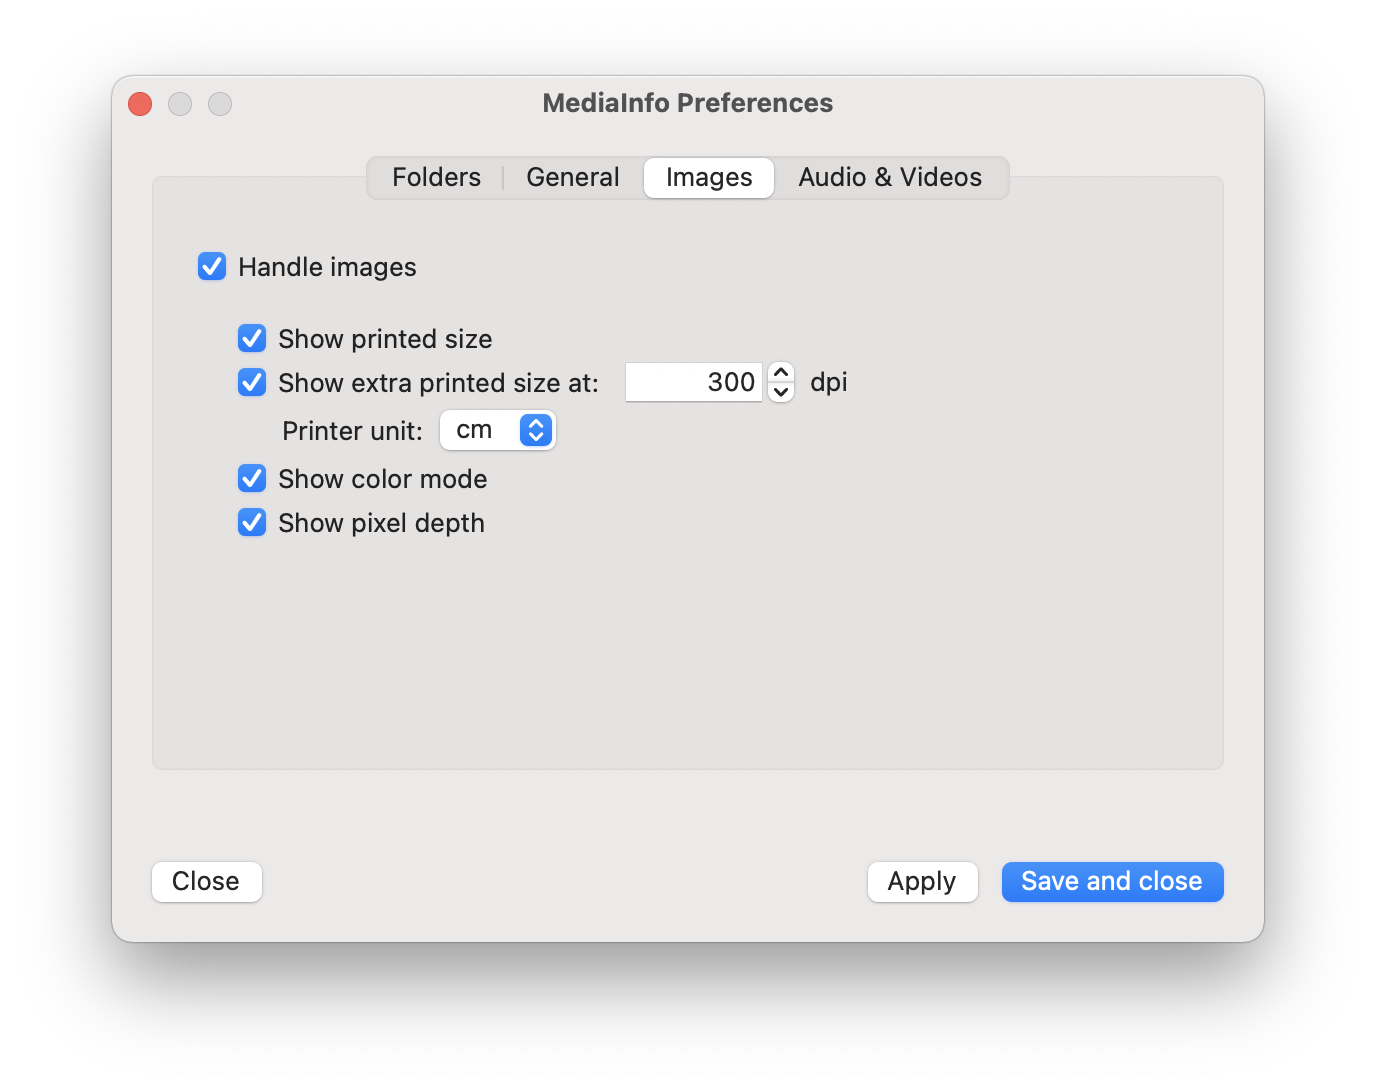 MediaInfo Preferences
Folders General Images Audio & Videos
Handle images
Show printed size
Show extra printed size at: 300 dpi
Printer unit: cm
Show color mode
Show pixel depth
Close Apply Save and close